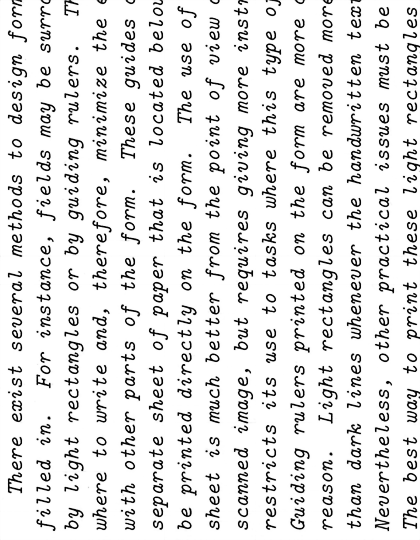 There exist several methods to design form
filled in. For instance, fields may be surro
by light rectangles or by guiding rulers. Th
where to write and, therefore, minimize the e
with other parts of the form. These guides c
separate sheet of paper that is located belo
be printed directly on the form. The use of
sheet is much better from the point of view o
scanned image, but requires giving more instr
restricts its use to tasks where this type of
Guiding rulers printed on the form are more c
reason. Light rectangles can be removed more
than dark lines whenever the handwritten text
Nevertheless, other practical issues must be
The best way to print these light rectangles